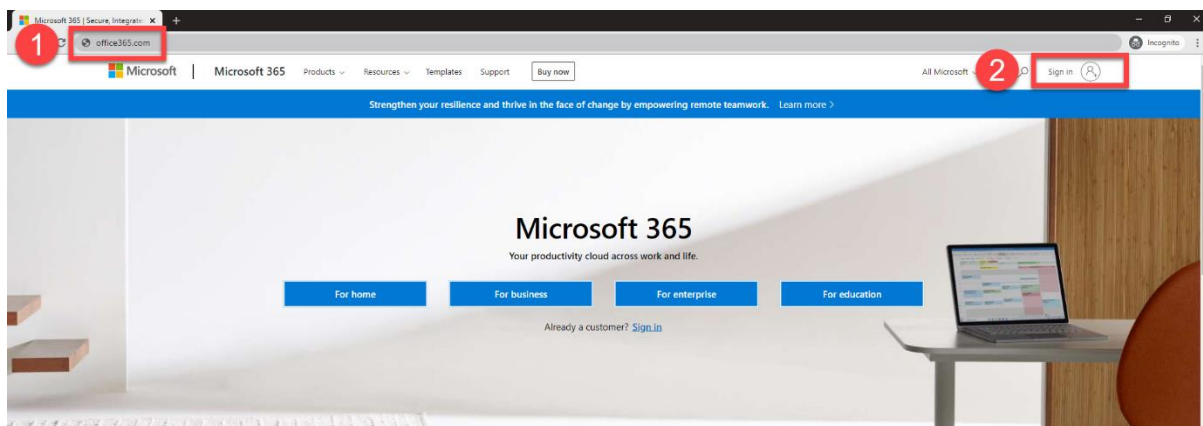 Microsoft 365 | Secure, Integrate
1
office365.com
Incognito
Microsoft | Microsoft 365 Products Resources Templates Support Buy now All Microsoft 2 Sign in
Strengthen your resilience and thrive in the face of change by empowering remote teamwork. Learn more >
Microsoft 365
Your productivity cloud across work and life.
For home For business For enterprise For education
Already a customer? Sign in